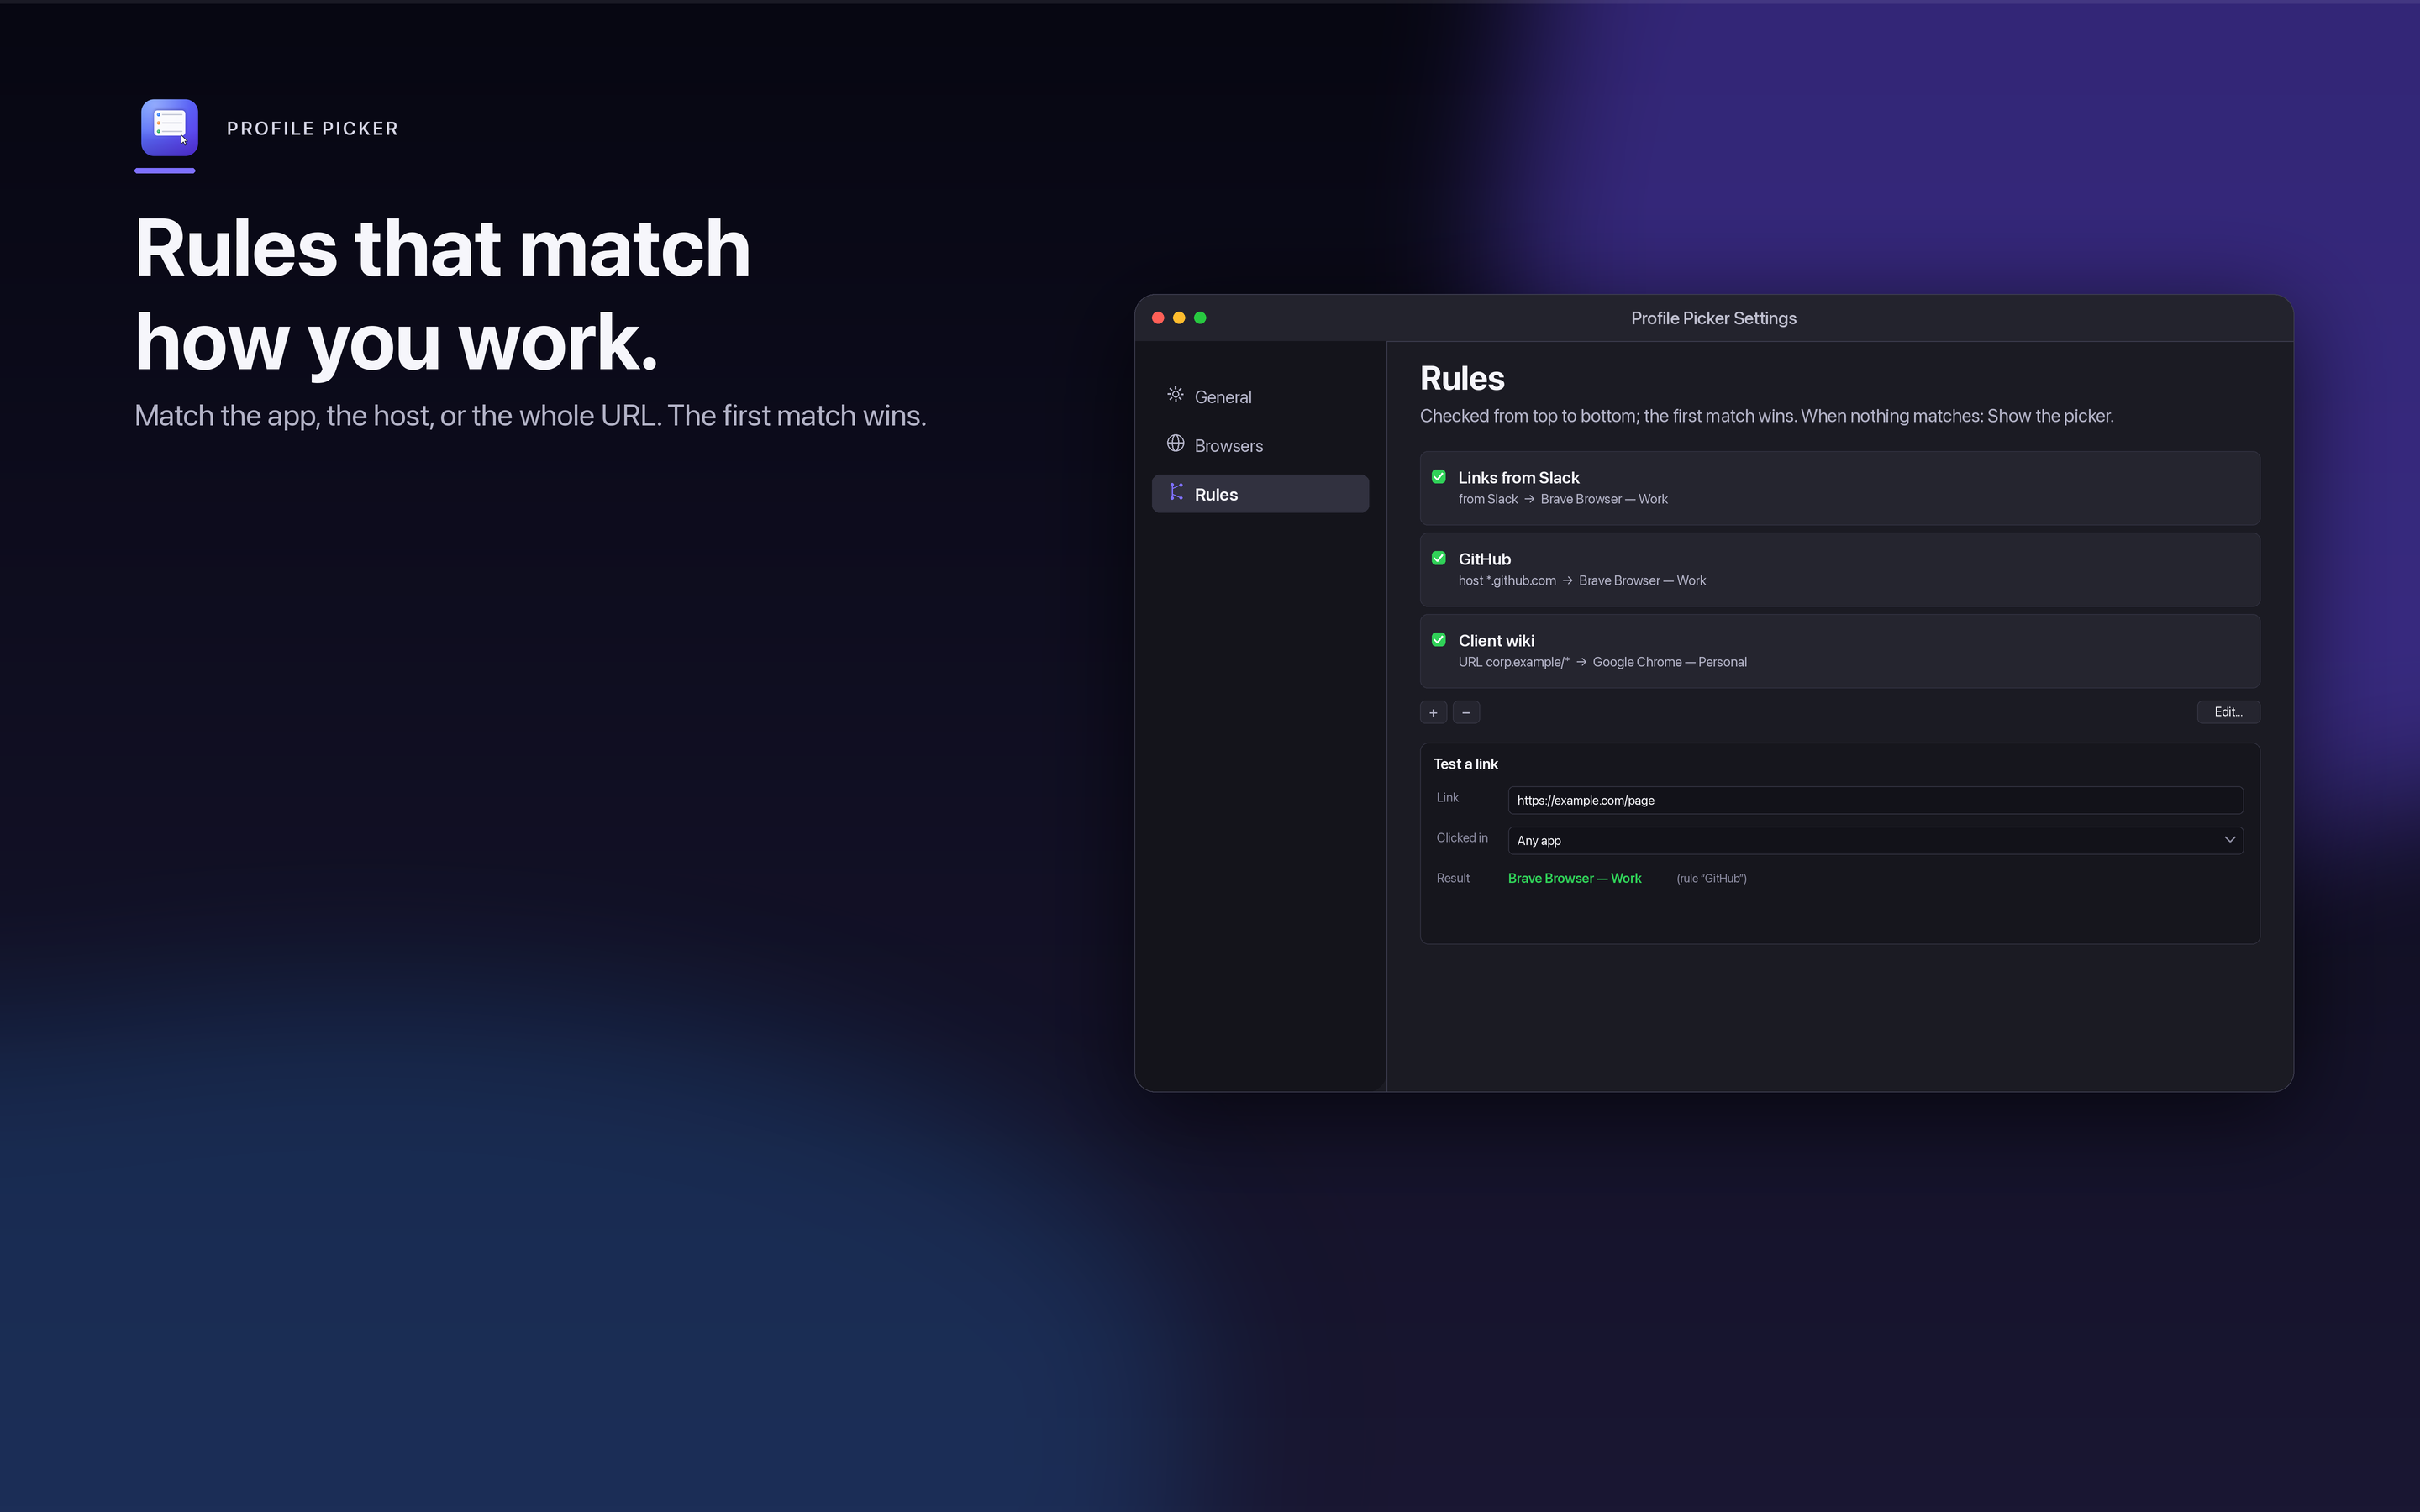 PROFILE PICKER
Rules that match
how you work.
Match the app, the host, or the whole URL. The first match wins.
Profile Picker Settings
General
Browsers
Rules
Rules
Checked from top to bottom; the first match wins. When nothing matches: Show the picker.
Links from Slack
from Slack → Brave Browser — Work
GitHub
host *.github.com → Brave Browser — Work
Client wiki
URL corp.example/* → Google Chrome — Personal
+ −
Edit...
Test a link
Link https://example.com/page
Clicked in Any app
Result Brave Browser — Work (rule “GitHub”)